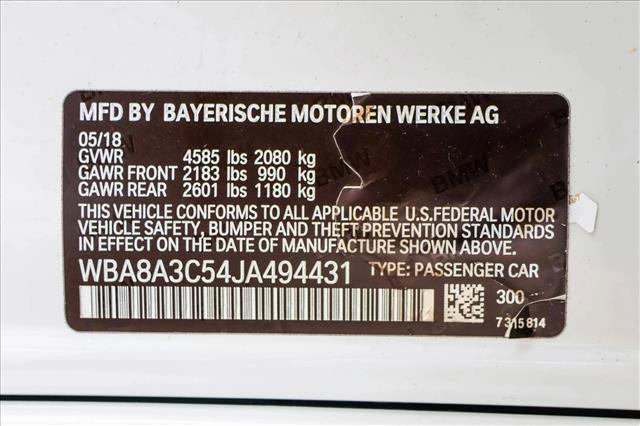 MFD BY BAYERISCHE MOTOREN WERKE AG
05/18
GVWR 4585 lbs 2080 kg
GAWR FRONT 2183 lbs 990 kg
GAWR REAR 2601 lbs 1180 kg
THIS VEHICLE CONFORMS TO ALL APPLICABLE U.S.FEDERAL MOTOR
VEHICLE SAFETY, BUMPER AND THEFT PREVENTION STANDARDS
IN EFFECT ON THE DATE OF MANUFACTURE SHOWN ABOVE.
WBA8A3C54JA494431 TYPE: PASSENGER CAR
300
7 315 814
BMW